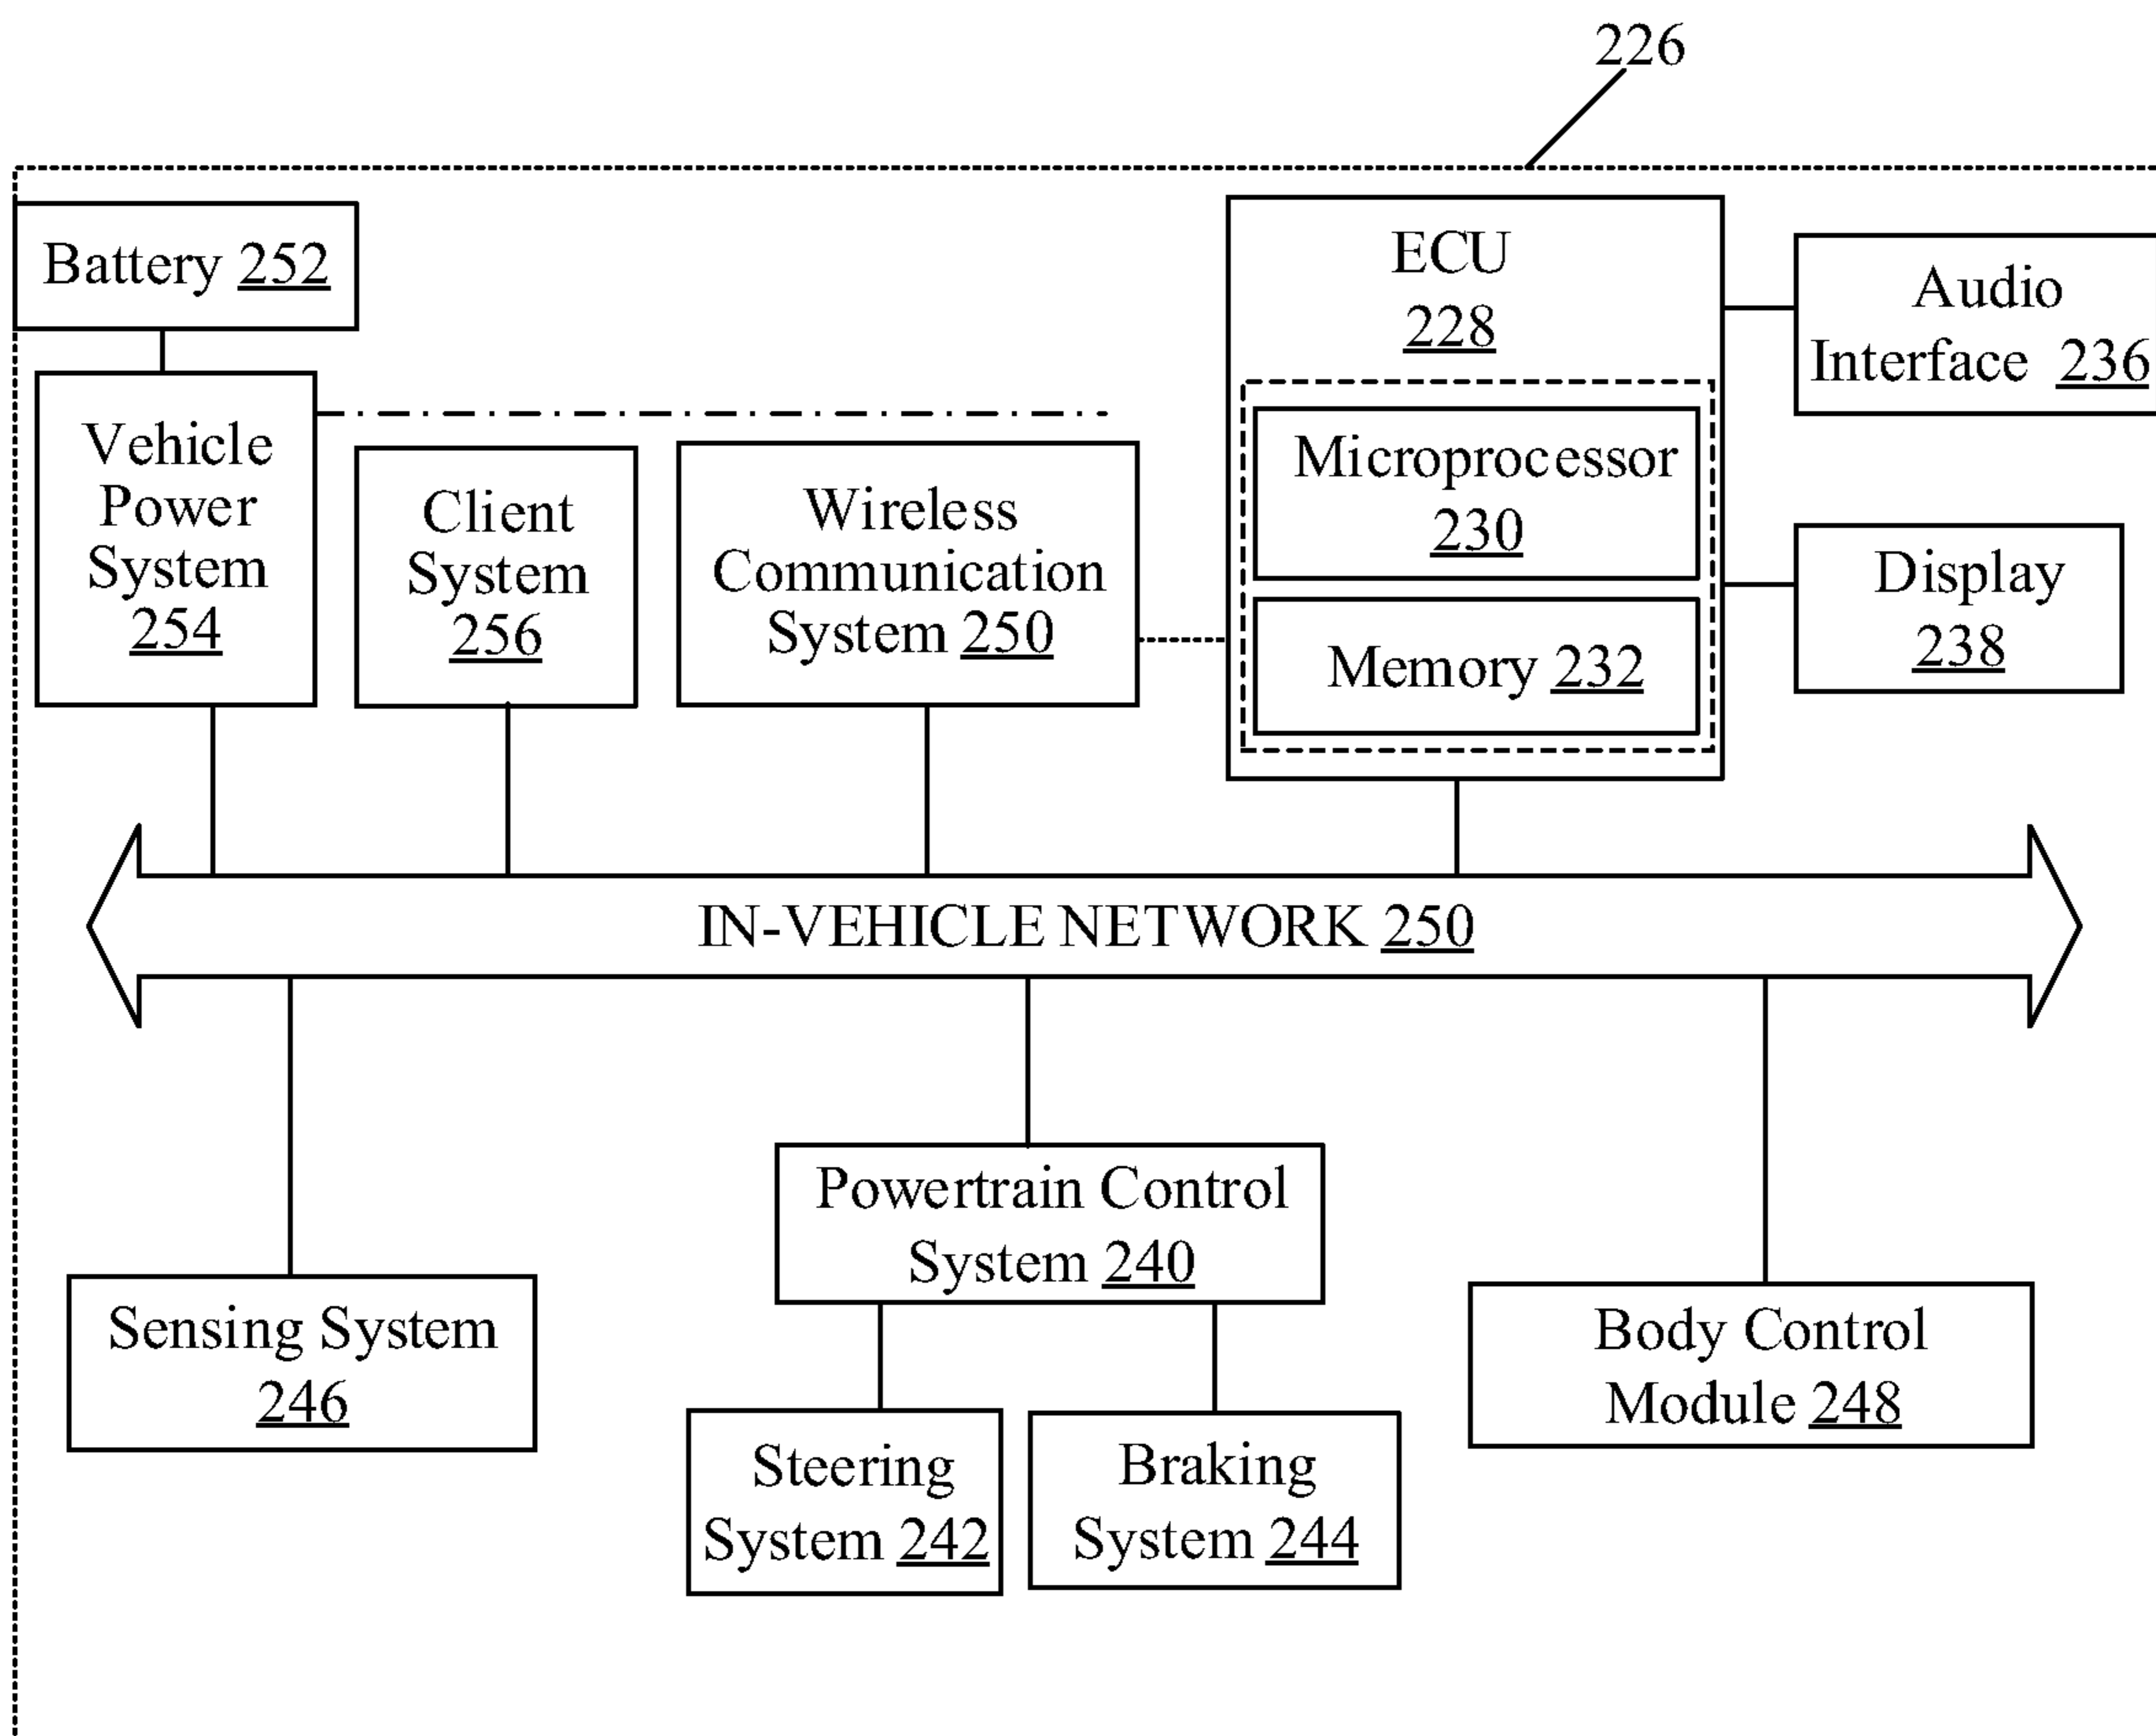 226
Battery 252
ECU
228
Audio
Interface 236
Vehicle
Power
System
254
Client
System
256
Wireless
Communication
System 250
Microprocessor
230
Memory 232
Display
238
IN-VEHICLE NETWORK 250
Powertrain Control
System 240
Sensing System
246
Body Control
Module 248
Steering
System 242
Braking
System 244